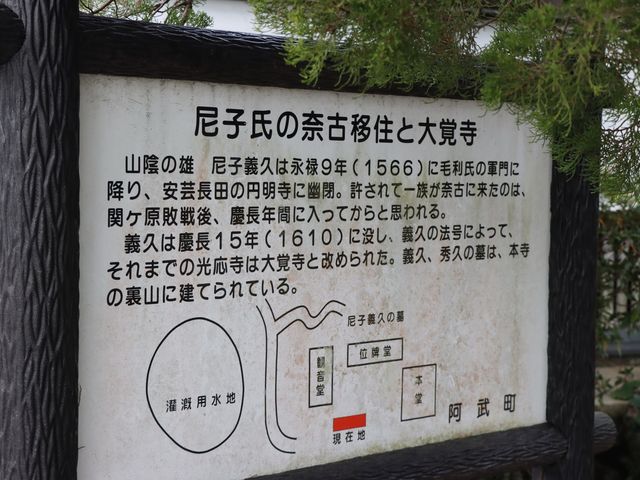 尼子氏の奈古移住と大覚寺
山陰の雄　尼子義久は永禄9年（1566）に毛利氏の軍門に
降り、安芸長田の円明寺に幽閉。許されて一族が奈古に来たのは、
関ケ原敗戦後、慶長年間に入ってからと思われる。
義久は慶長15年（1610）に没し、義久の法号によって、
それまでの光応寺は大覚寺と改められた。義久、秀久の墓は、本寺
の裏山に建てられている。
尼子義久の墓
位牌堂
観音堂
本堂
灌漑用水地
現在地
阿武町